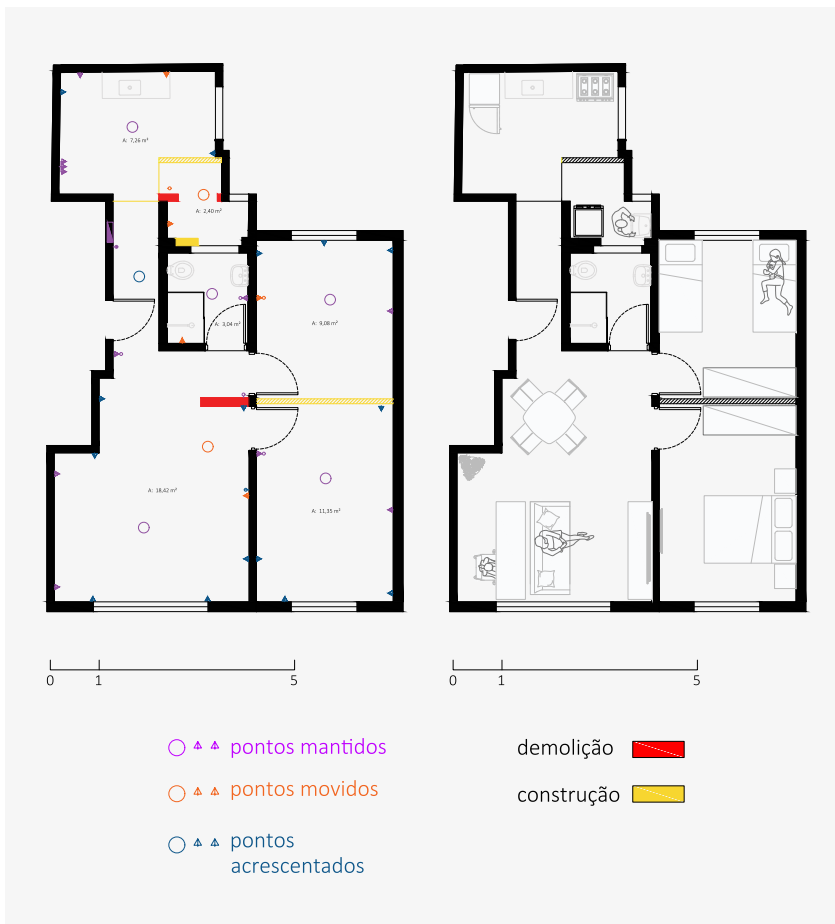 A: 7,26 m²
A: 2,40 m²
A: 3,04 m²
A: 9,08 m²
A: 18,42 m²
A: 11,35 m²
0 1 5
0 1 5
pontos mantidos
pontos movidos
pontos
acrescentados
demolição
construção